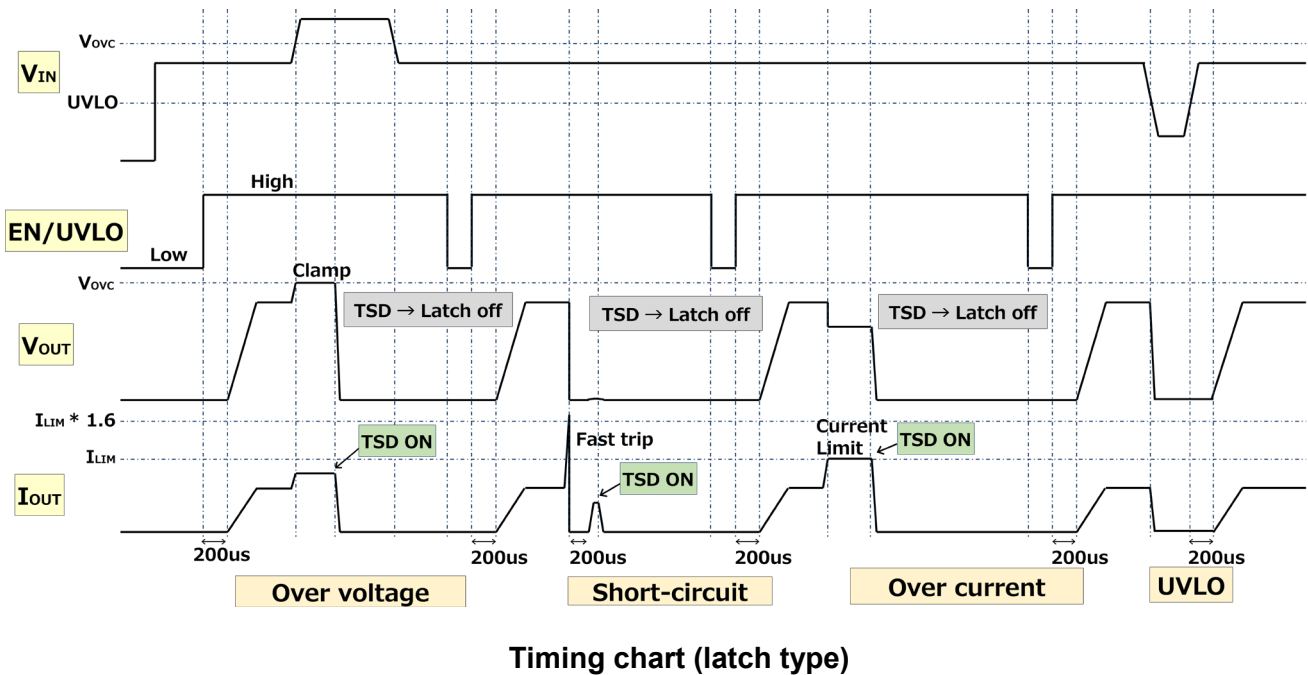 VOVC
VIN
UVLO
High
EN/UVLO
Low
VOVC
Clamp
TSD → Latch off
TSD → Latch off
TSD → Latch off
VOUT
ILIM * 1.6
ILIM
TSD ON
Fast trip
TSD ON
Current
Limit
TSD ON
IOUT
200us
200us
200us
200us
200us
200us
Over voltage
Short-circuit
Over current
UVLO
Timing chart (latch type)